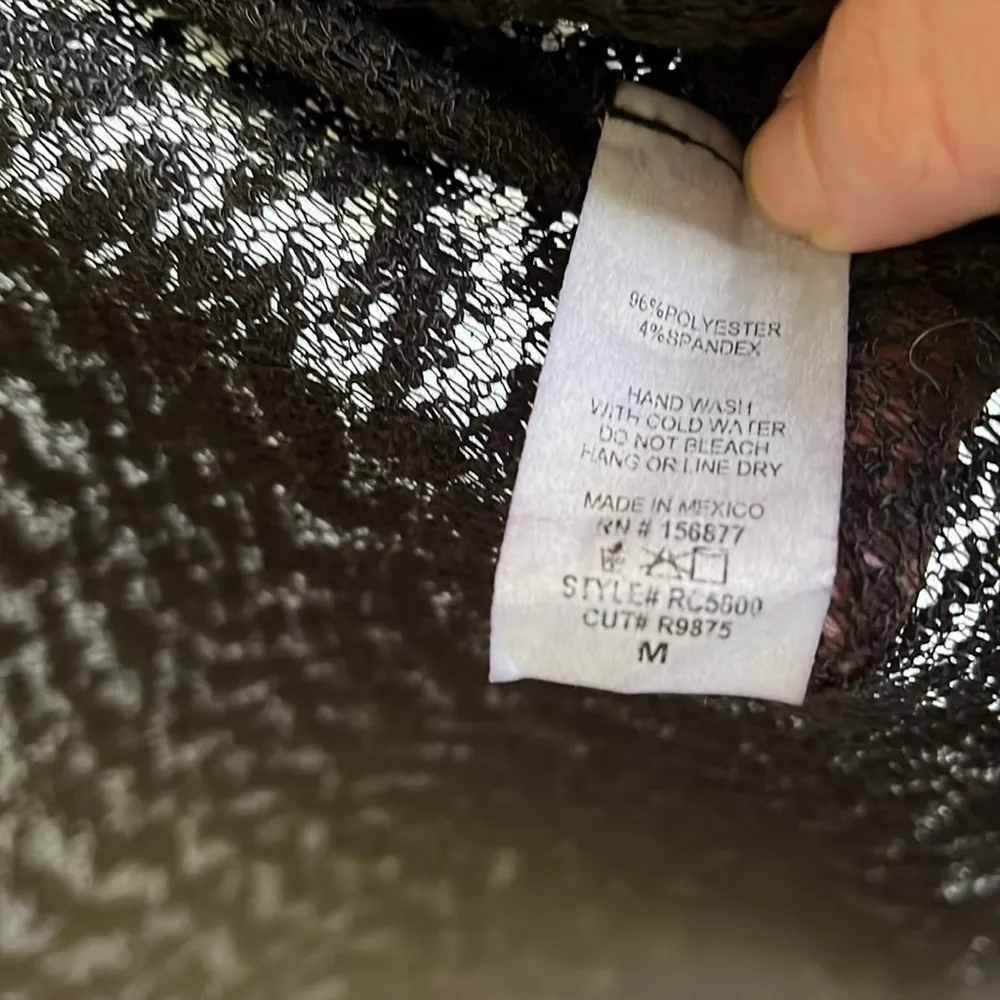 96%POLYESTER
4%SPANDEX
HAND WASH
WITH COLD WATER
DO NOT BLEACH
HANG OR LINE DRY
MADE IN MEXICO
RN # 156877
STYLE# RC5600
CUT# R9875
M